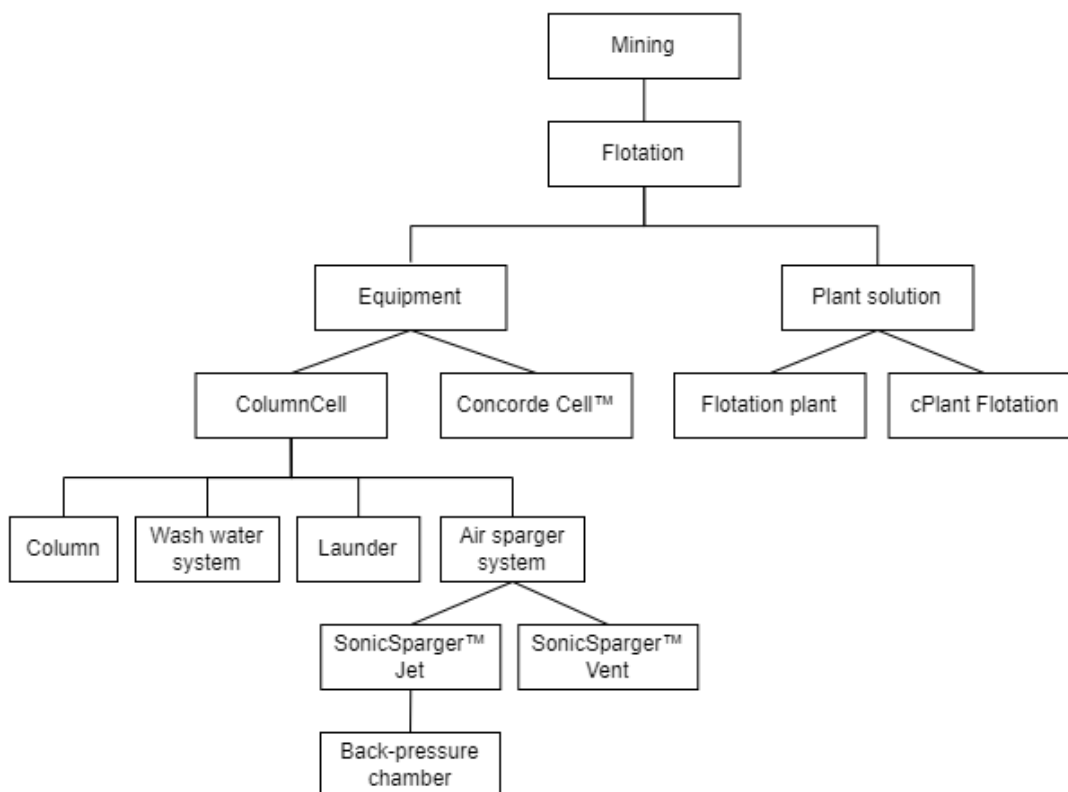 Mining
Flotation
Equipment
Plant solution
ColumnCell
Concorde Cell™
Flotation plant
cPlant Flotation
Column
Wash water
system
Launder
Air sparger
system
SonicSparger™
Jet
SonicSparger™
Vent
Back-pressure
chamber